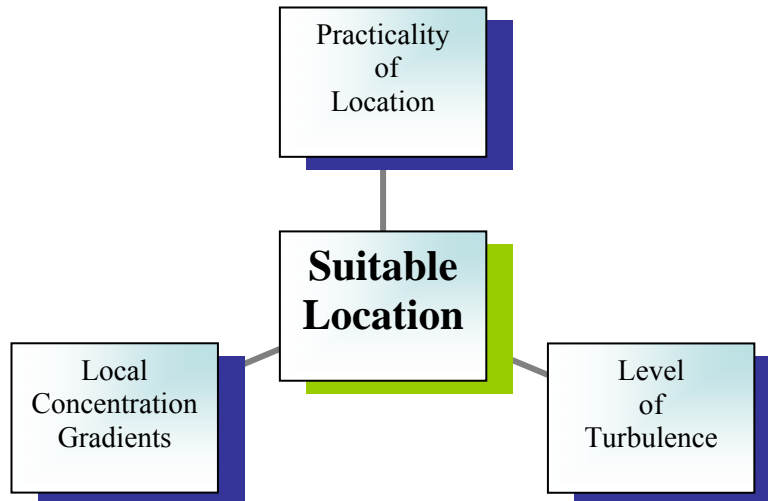 Practicality
of
Location
Suitable
Location
Local
Concentration
Gradients
Level
of
Turbulence